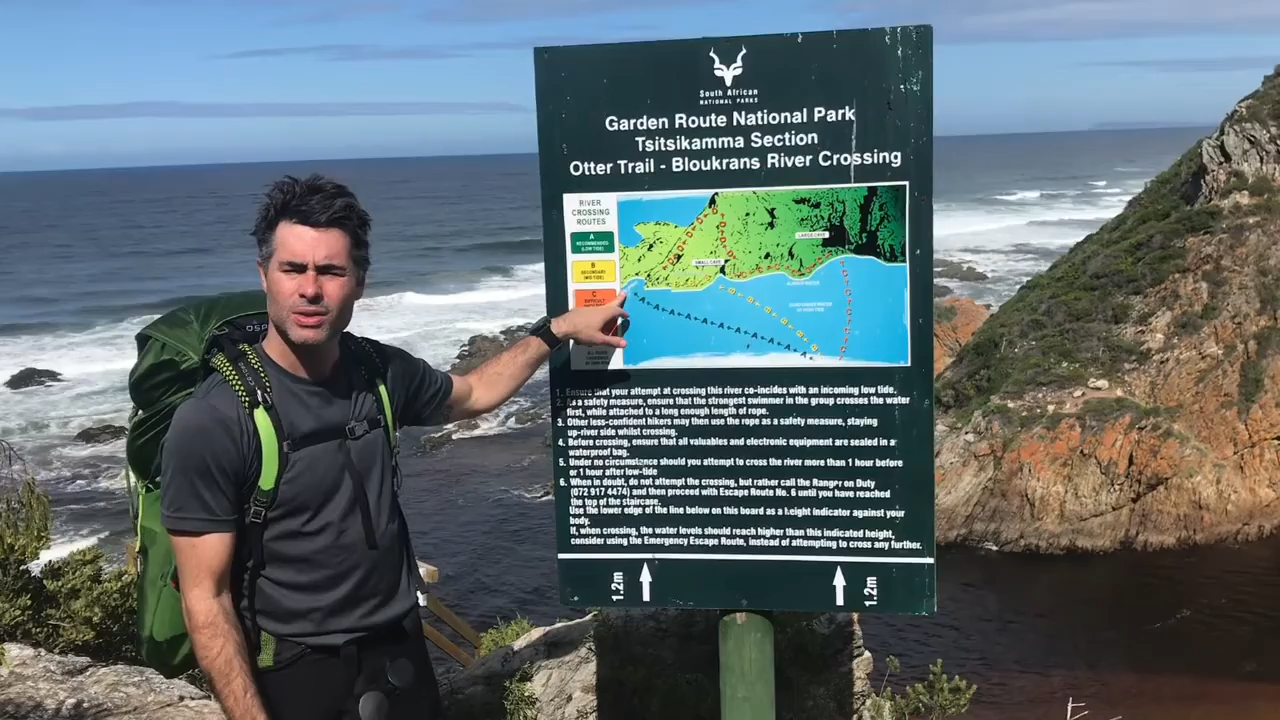 South African
NATIONAL PARKS
Garden Route National Park
Tsitsikamma Section
Otter Trail - Bloukrans River Crossing
RIVER
CROSSING
ROUTES
A
RECOMMENDED
(LOW TIDE)
B
SECONDARY
(MID TIDE)
C
DIFFICULT
SMALL CAVE
LARGE CAVE
1. Ensure that your attempt at crossing this river co-incides with an incoming low tide.
2. As a safety measure, ensure that the strongest swimmer in the group crosses the water
first, while attached to a long enough length of rope.
3. Other less-confident hikers may then use the rope as a safety measure, staying
up-river side whilst crossing.
4. Before crossing, ensure that all valuables and electronic equipment are sealed in a
waterproof bag.
5. Under no circumstance should you attempt to cross the river more than 1 hour before
or 1 hour after low-tide
6. When in doubt, do not attempt the crossing, but rather call the Ranger on Duty
(072 917 4474) and then proceed with Escape Route No. 6 until you have reached
the top of the staircase.
Use the lower edge of the line below on this board as a height indicator against your
body.
If, when crossing, the water levels should reach higher than this indicated height,
consider using the Emergency Escape Route, instead of attempting to cross any further.
1.2m
1.2m